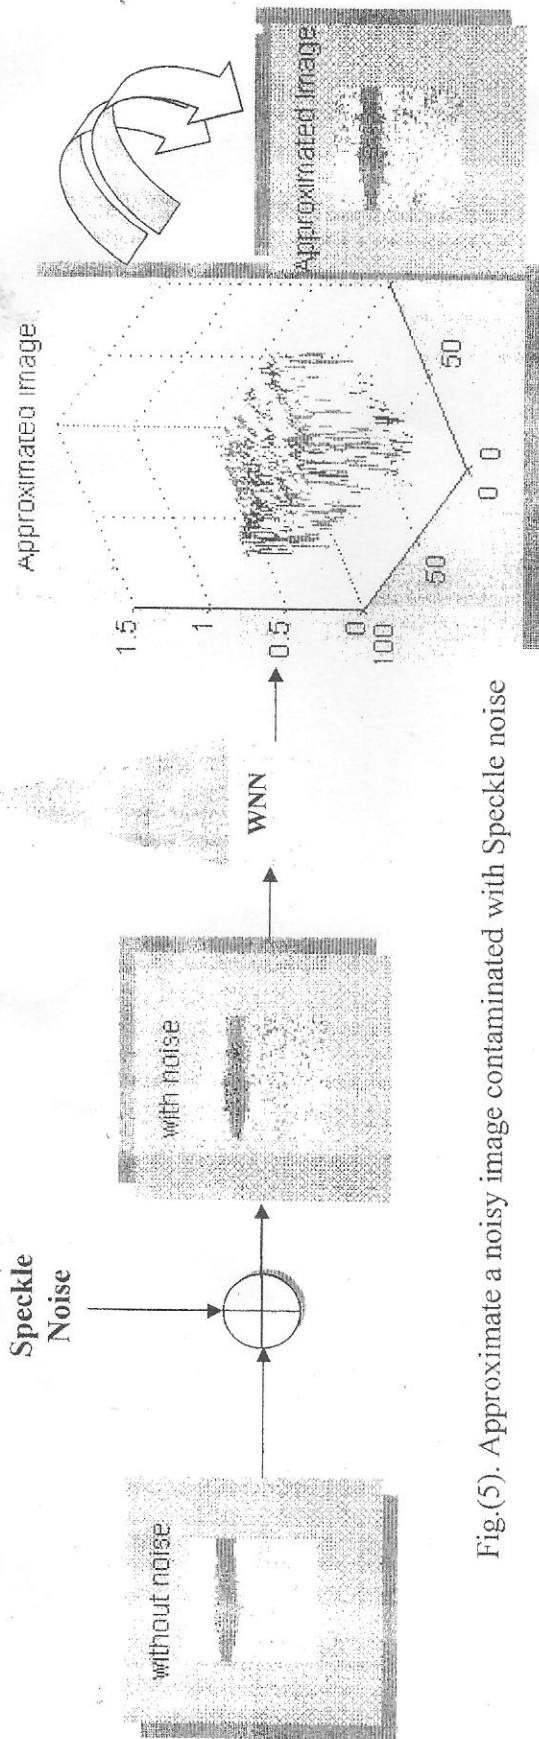 Speckle
Noise
without noise
with noise
WNN
Approximated Image
1.5
1
0.5
0
100
50
0
0
50
Approximated Image
Fig.(5). Approximate a noisy image contaminated with Speckle noise